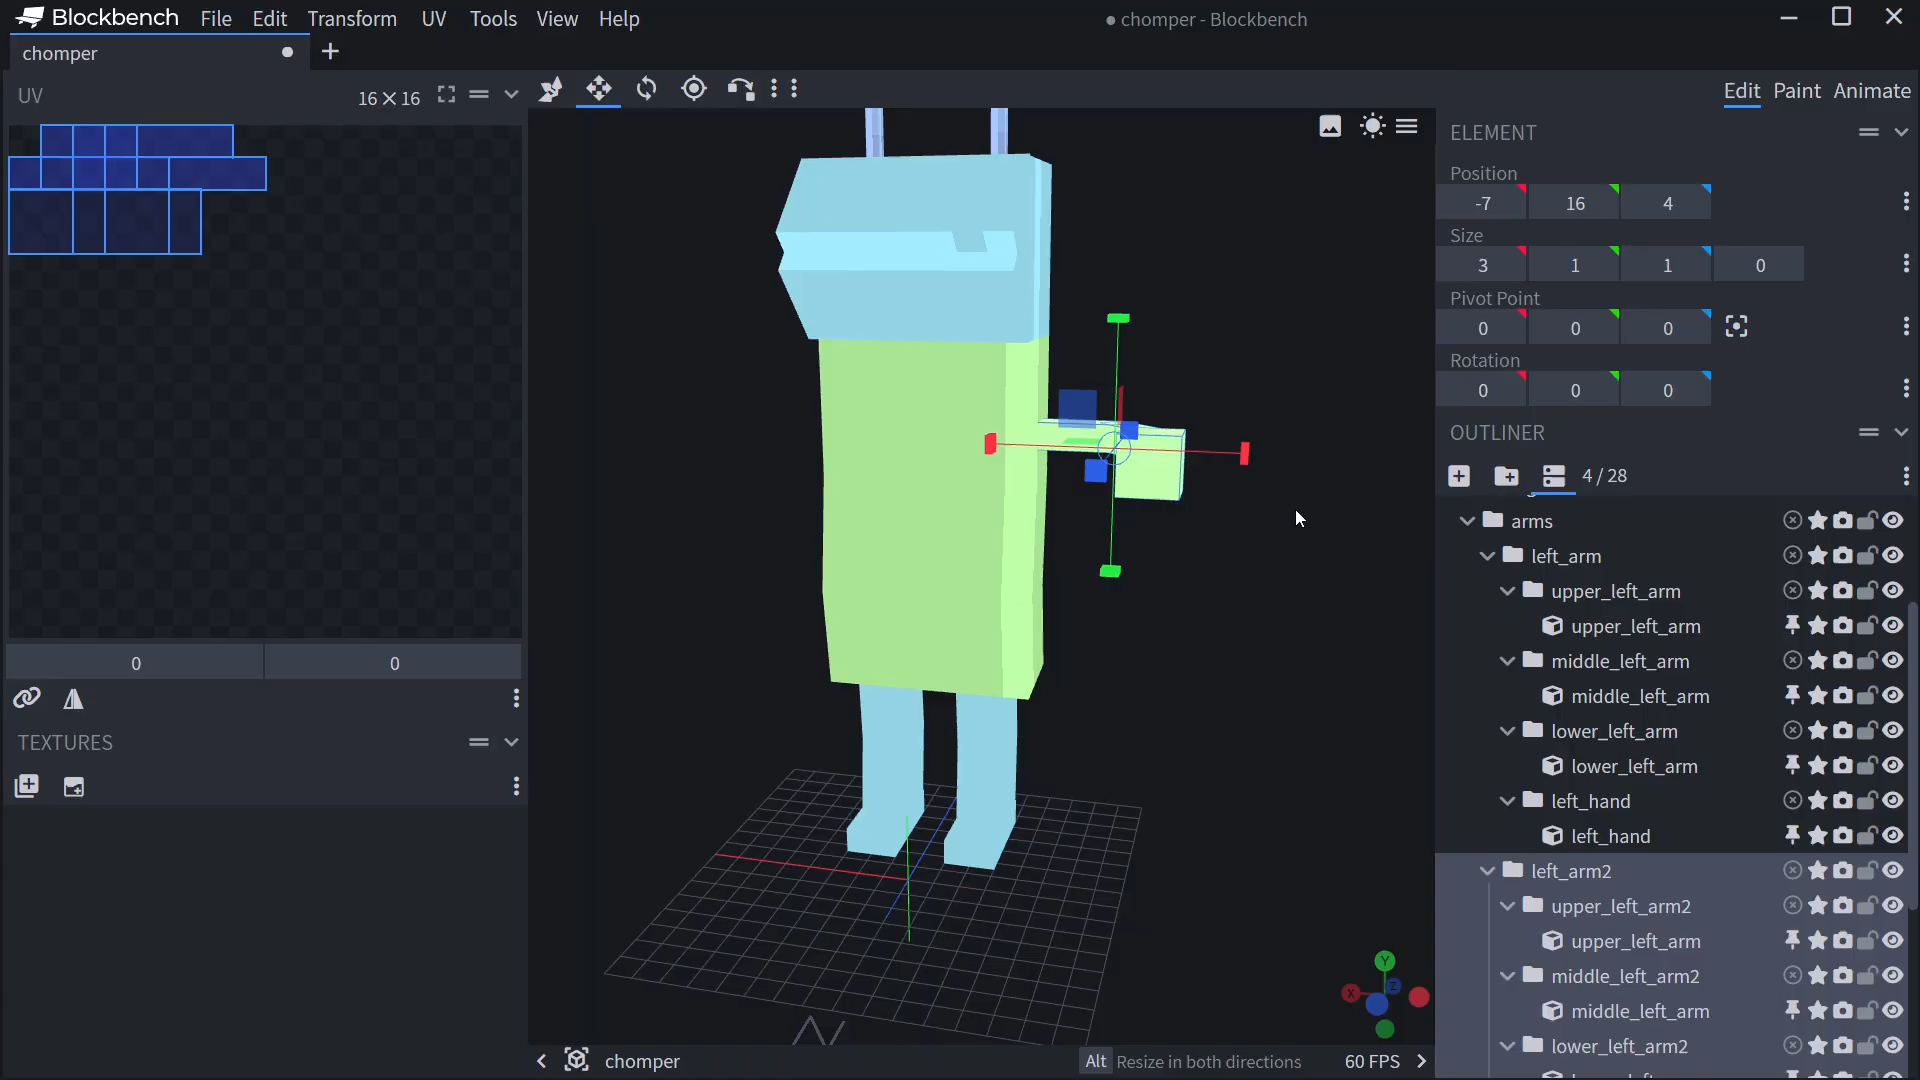 Blockbench File Edit Transform UV Tools View Help
● chomper - Blockbench
chomper
UV 16×16
Edit Paint Animate
ELEMENT
Position
-7 16 4
Size
3 1 1 0
Pivot Point
0 0 0
Rotation
0 0 0
OUTLINER
4 / 28
arms
left_arm
upper_left_arm
upper_left_arm
middle_left_arm
middle_left_arm
lower_left_arm
lower_left_arm
left_hand
left_hand
left_arm2
upper_left_arm2
upper_left_arm
middle_left_arm2
middle_left_arm
lower_left_arm2
0 0
TEXTURES
Y
X Z
chomper
Alt Resize in both directions 60 FPS